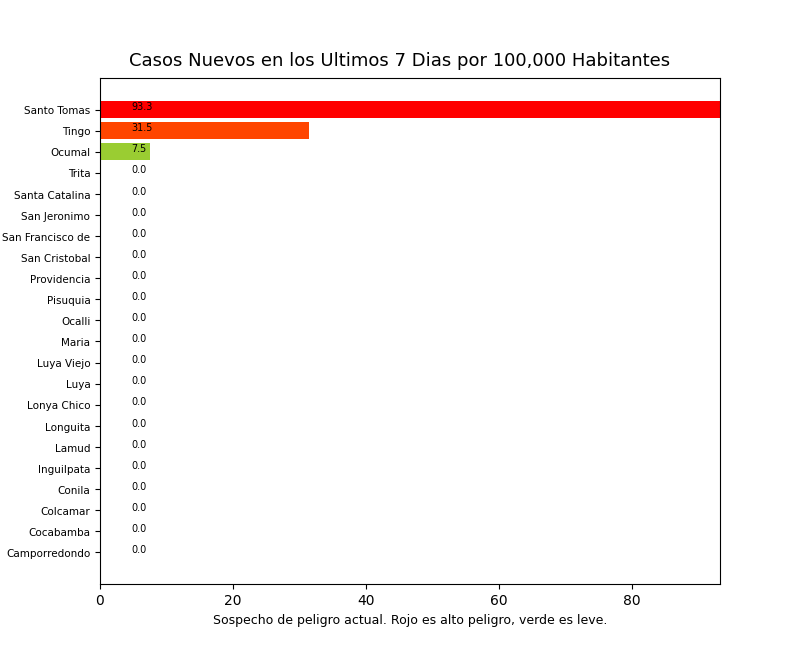 Casos Nuevos en los Ultimos 7 Dias por 100,000 Habitantes
Santo Tomas 93.3
Tingo 31.5
Ocumal 7.5
Trita 0.0
Santa Catalina 0.0
San Jeronimo 0.0
San Francisco de 0.0
San Cristobal 0.0
Providencia 0.0
Pisuquia 0.0
Ocalli 0.0
Maria 0.0
Luya Viejo 0.0
Luya 0.0
Lonya Chico 0.0
Longuita 0.0
Lamud 0.0
Inguilpata 0.0
Conila 0.0
Colcamar 0.0
Cocabamba 0.0
Camporredondo 0.0
0 20 40 60 80
Sospecho de peligro actual. Rojo es alto peligro, verde es leve.